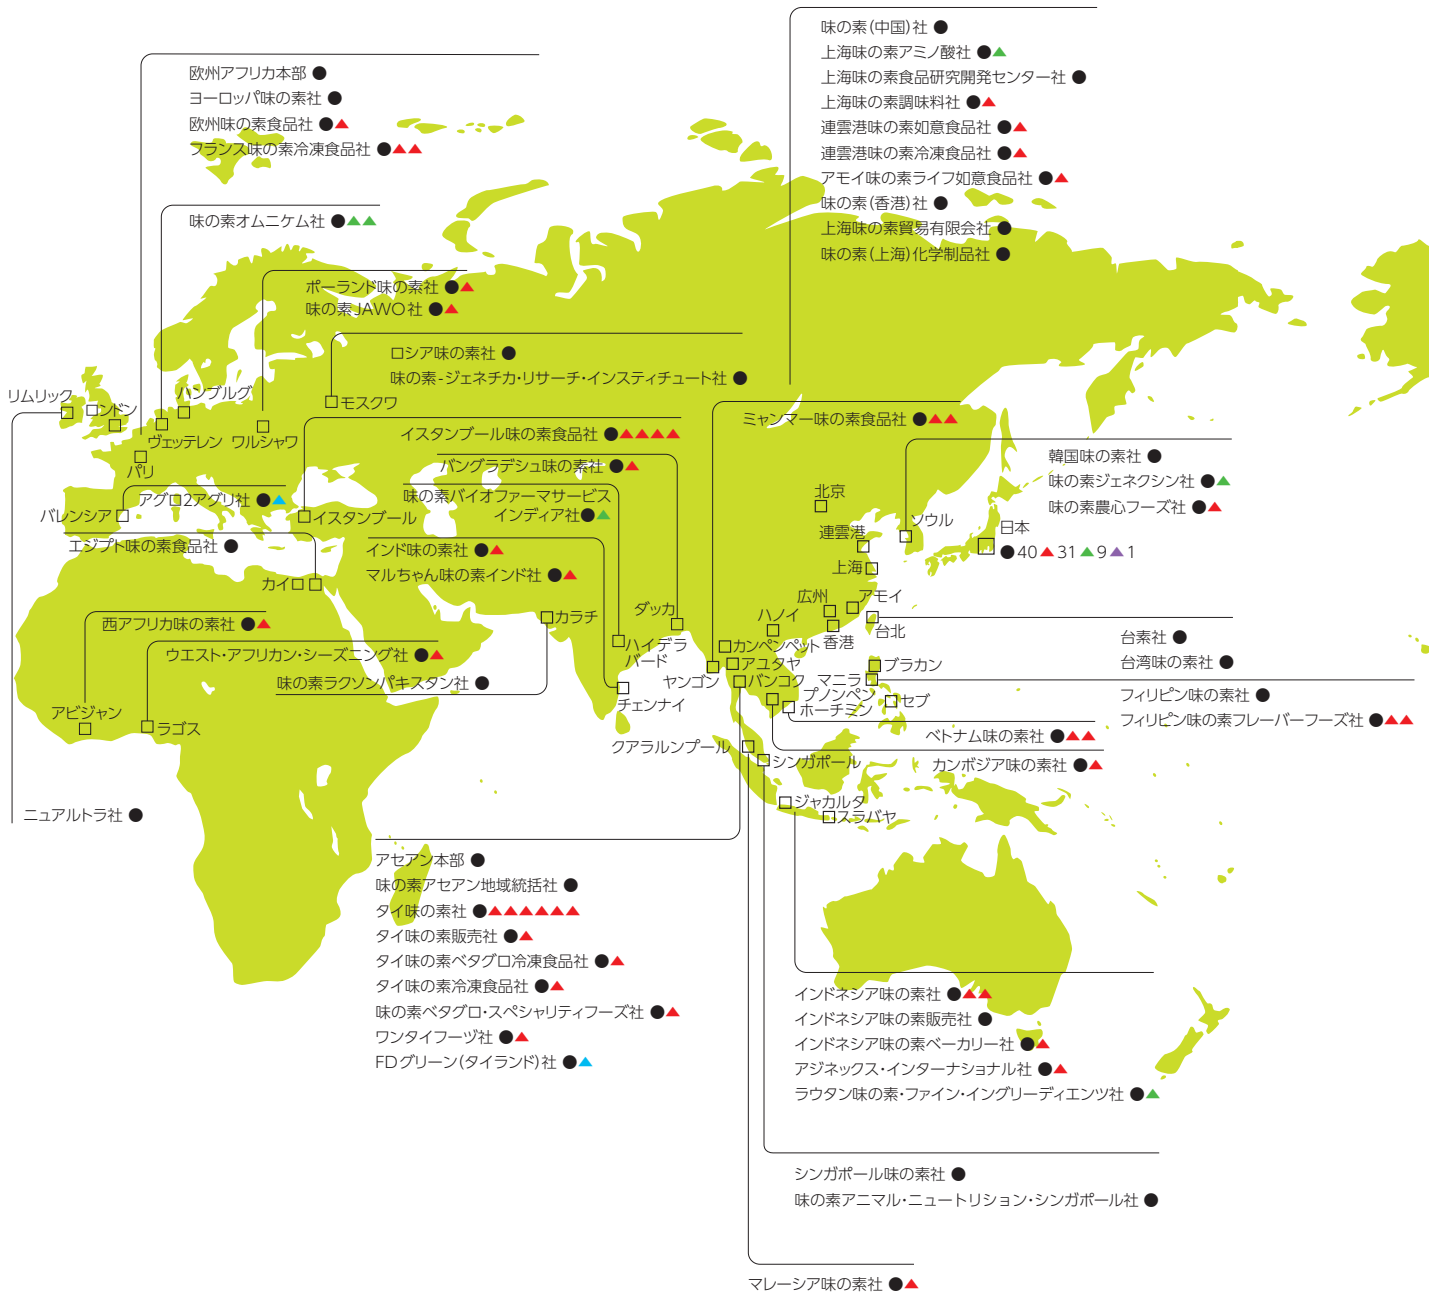 欧州アフリカ本部 ●
ヨーロッパ味の素社 ●
欧州味の素食品社 ●▲
フランス味の素冷凍食品社 ●▲▲
味の素オムニケム社 ●▲▲
ポーランド味の素社 ●▲
味の素JAWO社 ●▲
ロシア味の素社 ●
味の素-ジェネチカ・リサーチ・インスティチュート社 ●
味の素(中国)社 ●
上海味の素アミノ酸社 ●▲
上海味の素食品研究開発センター社 ●
上海味の素調味料社 ●▲
連雲港味の素如意食品社 ●▲
連雲港味の素冷凍食品社 ●▲
アモイ味の素ライフ如意食品社 ●▲
味の素(香港)社 ●
上海味の素貿易有限会社 ●
味の素(上海)化学制品社 ●
リムリック
ロンドン
ハンブルグ
ヴェッテレン
ワルシャワ
モスクワ
パリ
ミャンマー味の素食品社 ●▲▲
イスタンブール味の素食品社 ●▲▲▲▲
バングラデシュ味の素社 ●▲
味の素バイオファーマサービス
インディア社●▲
アグロ2アグリ社 ●▲
バレンシア
イスタンブール
エジプト味の素食品社 ●
カイロ
インド味の素社 ●▲
マルちゃん味の素インド社 ●▲
韓国味の素社 ●
味の素ジェネクシン社 ●▲
味の素農心フーズ社 ●▲
北京
連雲港
ソウル
日本
●40▲31▲9▲1
上海
広州
アモイ
香港
台北
ハノイ
ダッカ
カラチ
ハイデラ
バード
カンペンペット
アユタヤ
バンコク
ヤンゴン
チェンナイ
西アフリカ味の素社 ●▲
ウエスト・アフリカン・シーズニング社 ●▲
味の素ラクソンパキスタン社 ●
アビジャン
ラゴス
台素社 ●
台湾味の素社 ●
ブラカン
マニラ
プノンペン
ホーチミン
セブ
フィリピン味の素社 ●
フィリピン味の素フレーバーフーズ社 ●▲▲
ベトナム味の素社 ●▲▲
カンボジア味の素社 ●▲
クアラルンプール
シンガポール
ジャカルタ
スラバヤ
ニュアルトラ社 ●
アセアン本部 ●
味の素アセアン地域統括社 ●
タイ味の素社 ●▲▲▲▲▲▲
タイ味の素販売社 ●▲
タイ味の素ベタグロ冷凍食品社 ●▲
タイ味の素冷凍食品社 ●▲
味の素ベタグロ・スペシャリティフーズ社 ●▲
ワンタイフーヅ社 ●▲
FDグリーン(タイランド)社 ●▲
インドネシア味の素社 ●▲▲
インドネシア味の素販売社 ●
インドネシア味の素ベーカリー社 ●▲
アジネックス・インターナショナル社 ●▲
ラウタン味の素・ファイン・イングリーディエンツ社 ●▲
シンガポール味の素社 ●
味の素アニマル・ニュートリション・シンガポール社 ●
マレーシア味の素社 ●▲